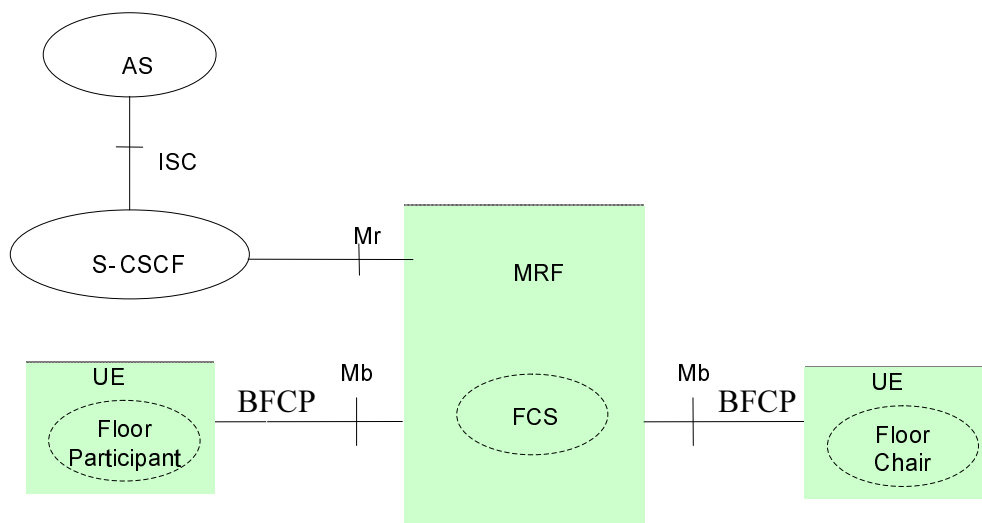 AS
ISC
Mr
S-CSCF
MRF
UE
BFCP
Mb
Floor
Participant
FCS
Mb
BFCP
UE
Floor
Chair